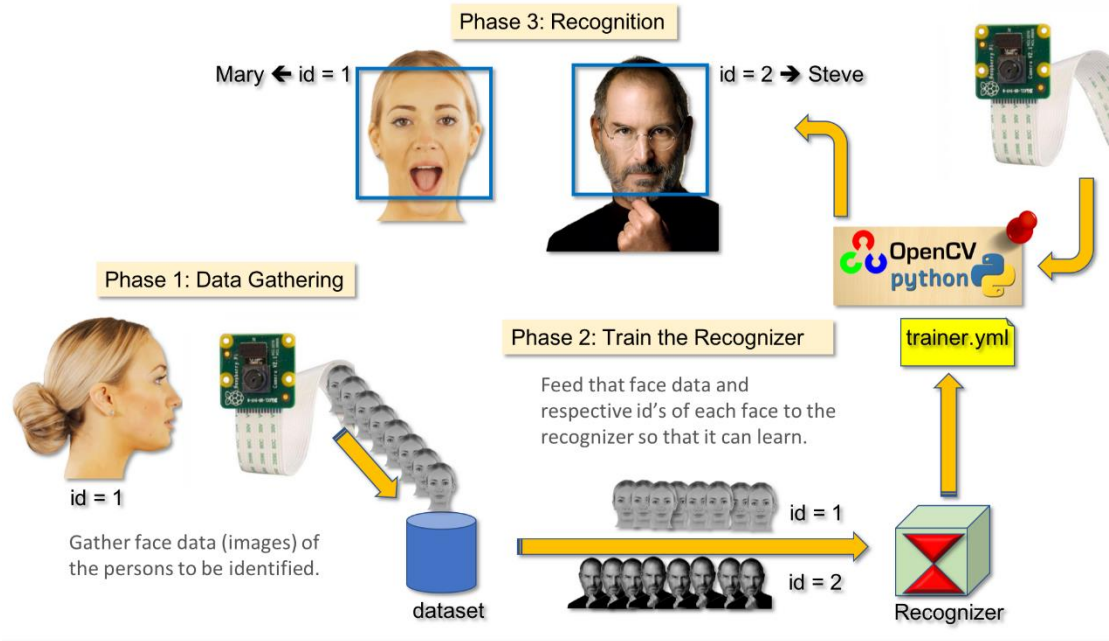 Phase 3: Recognition
Mary ← id = 1
id = 2 → Steve
OpenCV
python
Phase 1: Data Gathering
id = 1
Gather face data (images) of
the persons to be identified.
dataset
Phase 2: Train the Recognizer
Feed that face data and
respective id's of each face to the
recognizer so that it can learn.
id = 1
id = 2
trainer.yml
Recognizer